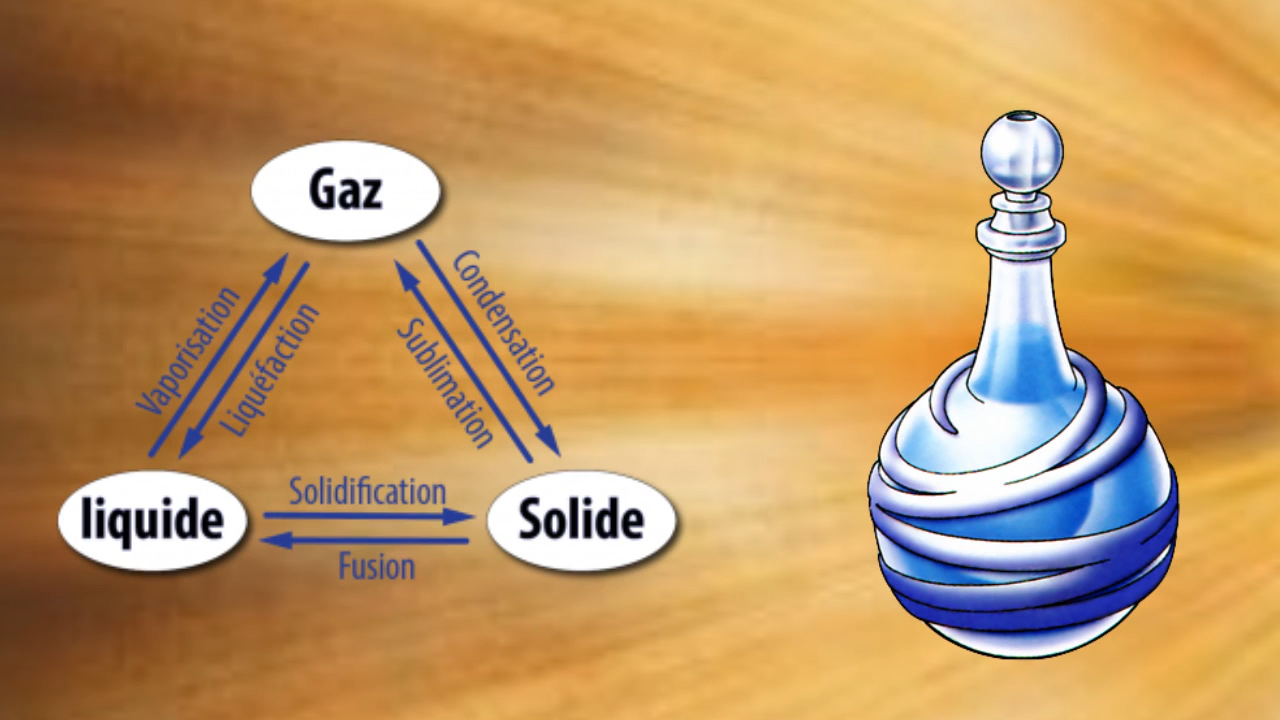 Gaz
Vaporisation
Liquéfaction
Condensation
Sublimation
liquide
Solidification
Fusion
Solide